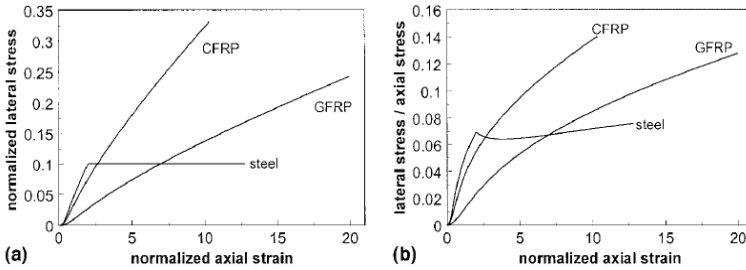 0.35
0.3
0.25
0.2
0.15
0.1
0.05
0
normalized lateral stress
CFRP
GFRP
steel
0 5 10 15 20
(a) normalized axial strain
0.16
0.14
0.12
0.10
0.08
0.06
0.04
0.02
0.00
lateral stress / axial stress
CFRP
GFRP
steel
0 5 10 15 20
(b) normalized axial strain